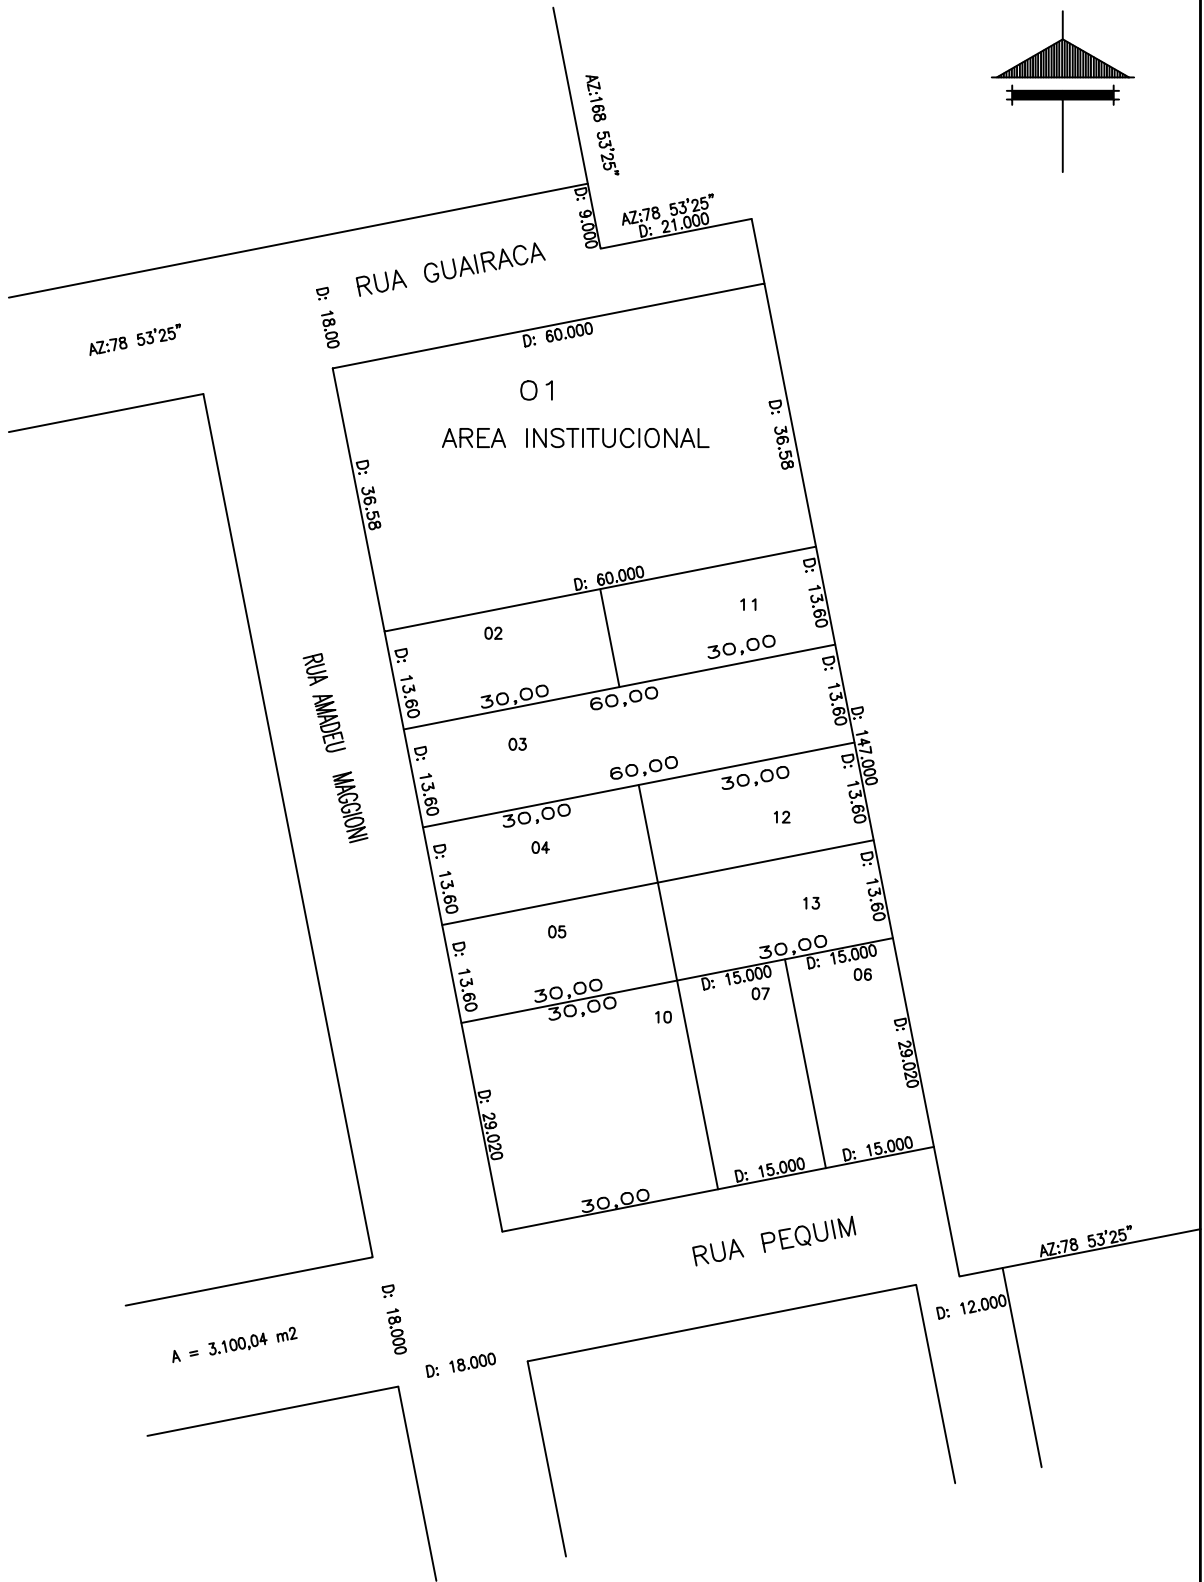 AZ:168 53'25"
D: 9.000
AZ:78 53'25"
D: 21.000
RUA GUAIRACA
D: 18.00
AZ:78 53'25"
D: 60.000
01
AREA INSTITUCIONAL
D: 36.58
D: 36.58
D: 60.000
D: 13.60
11
02
30,00
D: 13.60
30,00
60,00
D: 13.60
D: 147.000
RUA AMADEU MAGGIONI
03
D: 13.60
60,00
30,00
D: 13.60
30,00
12
04
D: 13.60
D: 13.60
13
05
30,00
D: 13.60
D: 15.000
D: 15.000
06
07
30,00
30,00
10
D: 29.020
D: 29.020
D: 15.000
D: 15.000
30,00
RUA PEQUIM
AZ:78 53'25"
D: 12.000
D: 18.000
A = 3.100,04 m2
D: 18.000